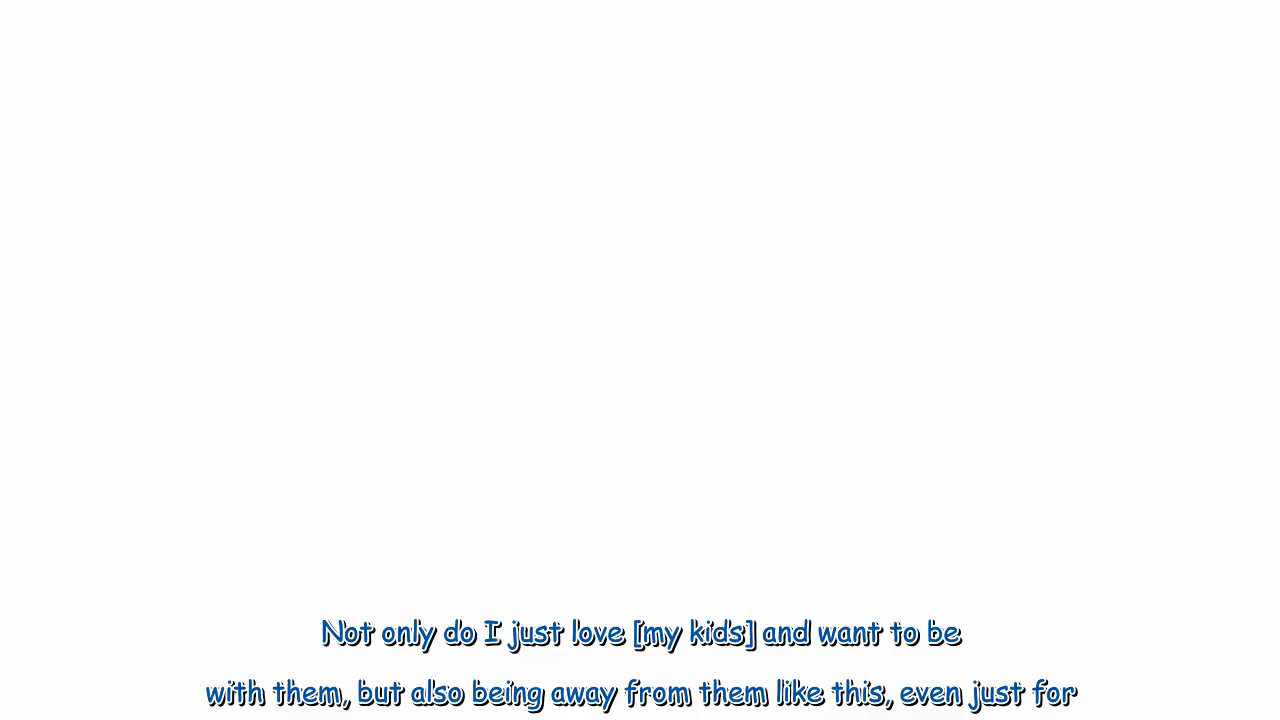 Not only do I just love [my kids] and want to be
with them, but also being away from them like this, even just for